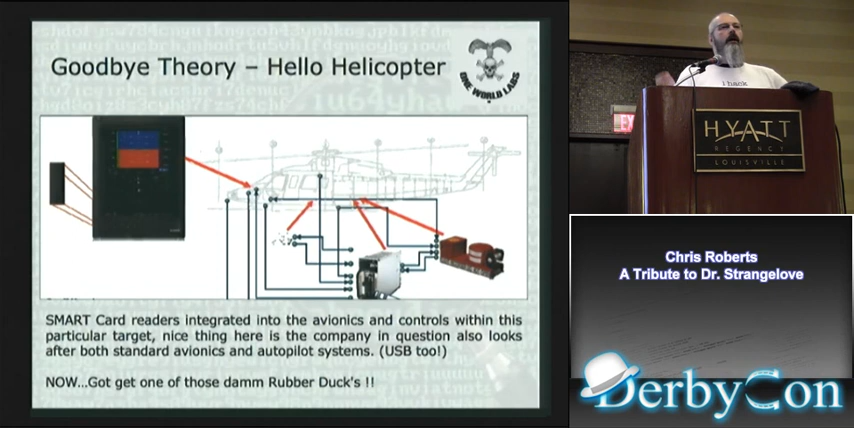 Goodbye Theory – Hello Helicopter
ONE WORLD LABS
SMART Card readers integrated into the avionics and controls within this
particular target, nice thing here is the company in question also looks
after both standard avionics and autopilot systems. (USB too!)
NOW...Got get one of those damm Rubber Duck's !!
i hack
HYATT
REGENCY
LOUISVILLE
Chris Roberts
A Tribute to Dr. Strangelove
DerbyCon